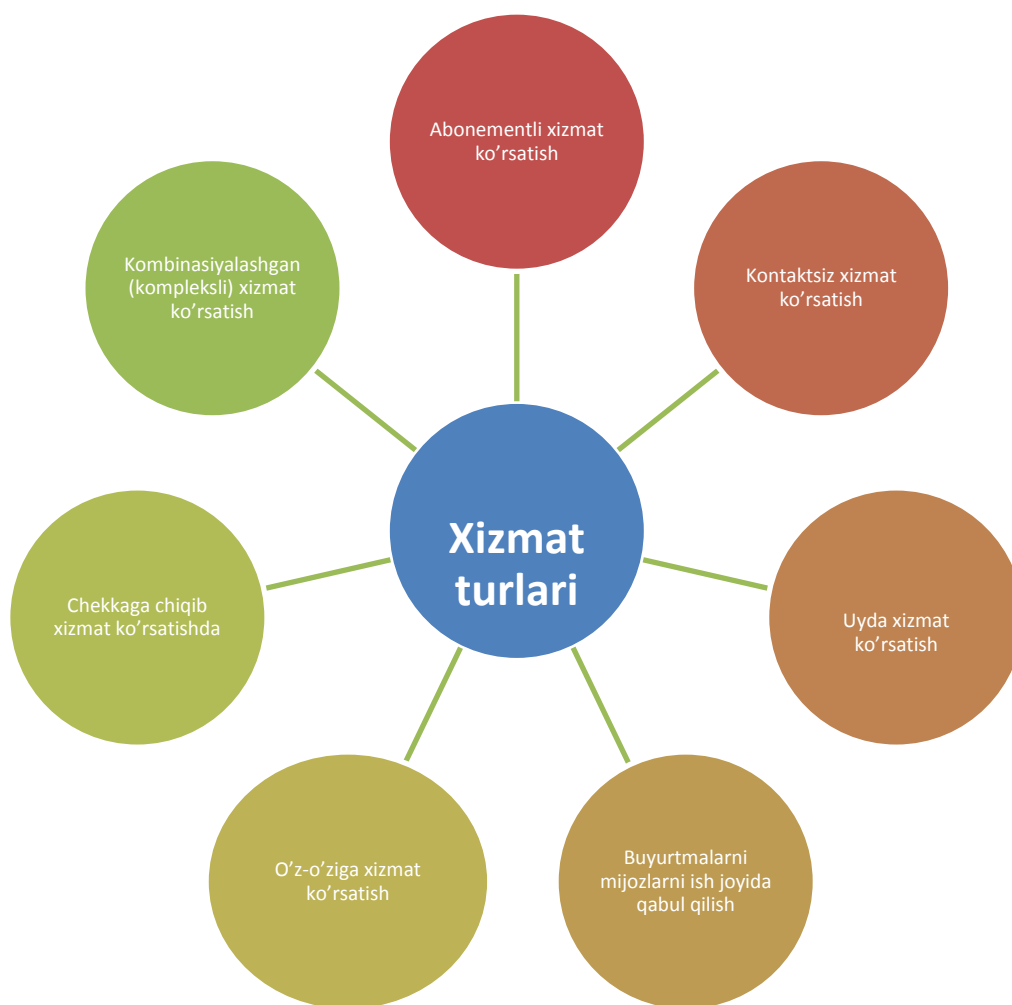 Abonementli xizmat
ko’rsatish
Kontaktsiz xizmat
ko’rsatish
Uyda xizmat
ko’rsatish
Buyurtmalarni
mijozlarni ish joyida
qabul qilish
O’z-o’ziga xizmat
ko’rsatish
Chekkaga chiqib
xizmat ko’rsatishda
Kombinasiyalashgan
(kompleksli) xizmat
ko’rsatish
Xizmat
turlari